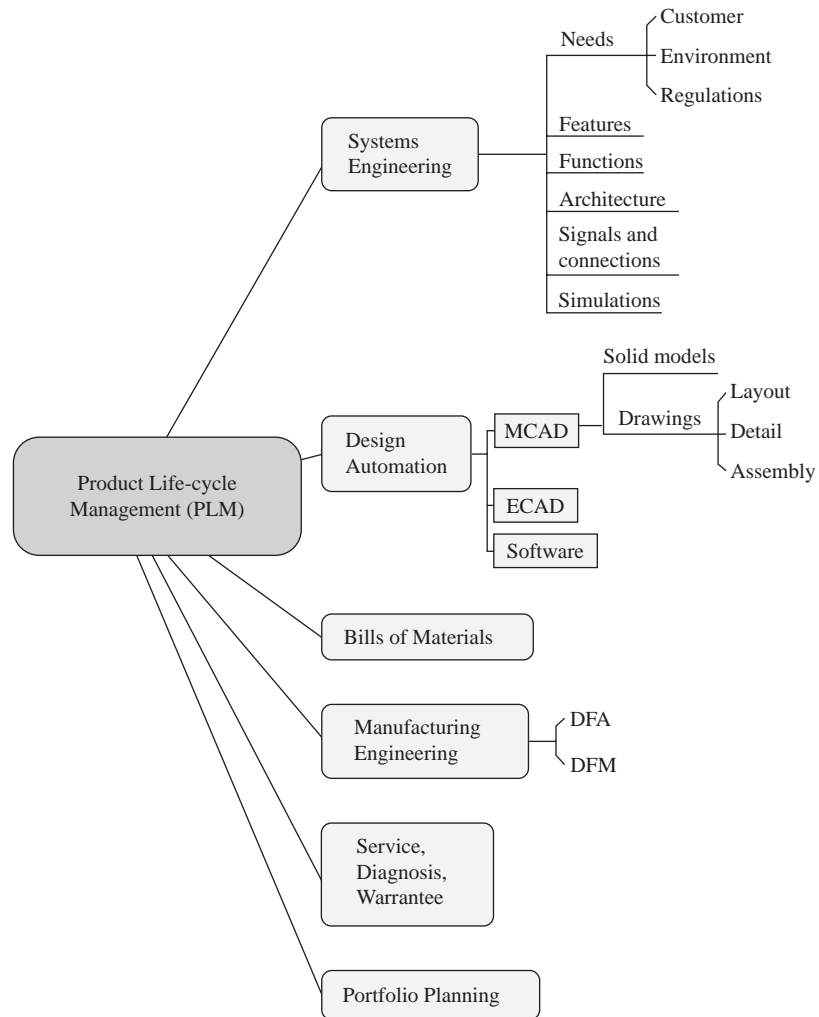 Customer
Needs
Environment
Regulations
Systems
Engineering
Features
Functions
Architecture
Signals and
connections
Simulations
Product Life-cycle
Management (PLM)
Design
Automation
MCAD
Solid models
Drawings
Layout
Detail
Assembly
ECAD
Software
Bills of Materials
Manufacturing
Engineering
DFA
DFM
Service,
Diagnosis,
Warrantee
Portfolio Planning